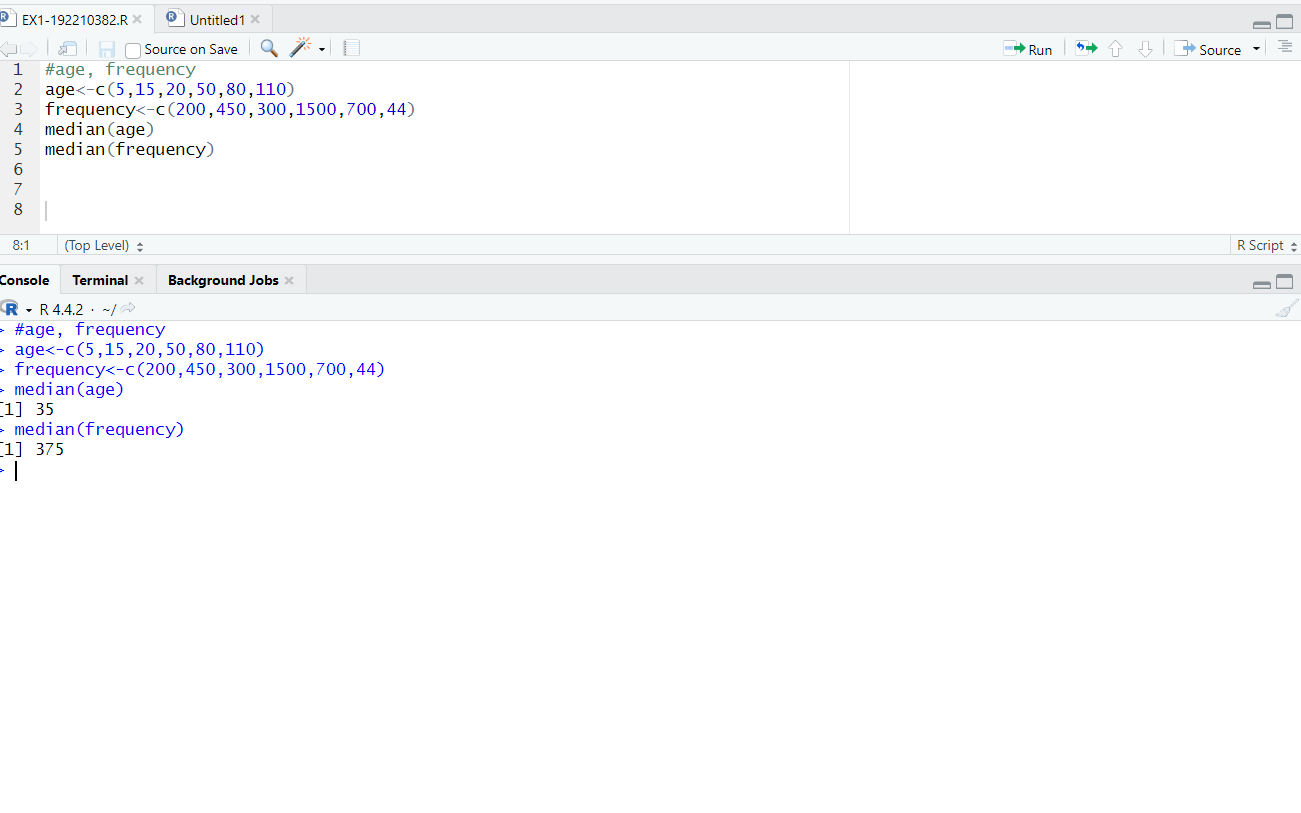 EX1-192210382.R Untitled1
Source on Save Run Source
1 #age, frequency
2 age<-c(5,15,20,50,80,110)
3 frequency<-c(200,450,300,1500,700,44)
4 median(age)
5 median(frequency)
6
7
8
8:1 (Top Level) R Script
Console Terminal Background Jobs
R R 4.4.2 · ~/
> #age, frequency
> age<-c(5,15,20,50,80,110)
> frequency<-c(200,450,300,1500,700,44)
> median(age)
[1] 35
> median(frequency)
[1] 375
>